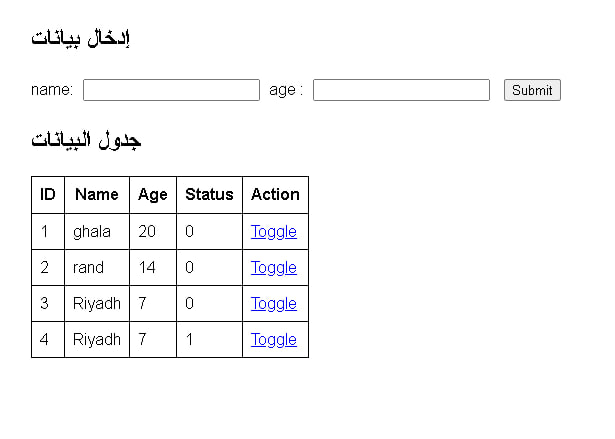 إدخال بيانات
name: age : Submit
جدول البيانات
ID Name Age Status Action
1 ghala 20 0 Toggle
2 rand 14 0 Toggle
3 Riyadh 7 0 Toggle
4 Riyadh 7 1 Toggle